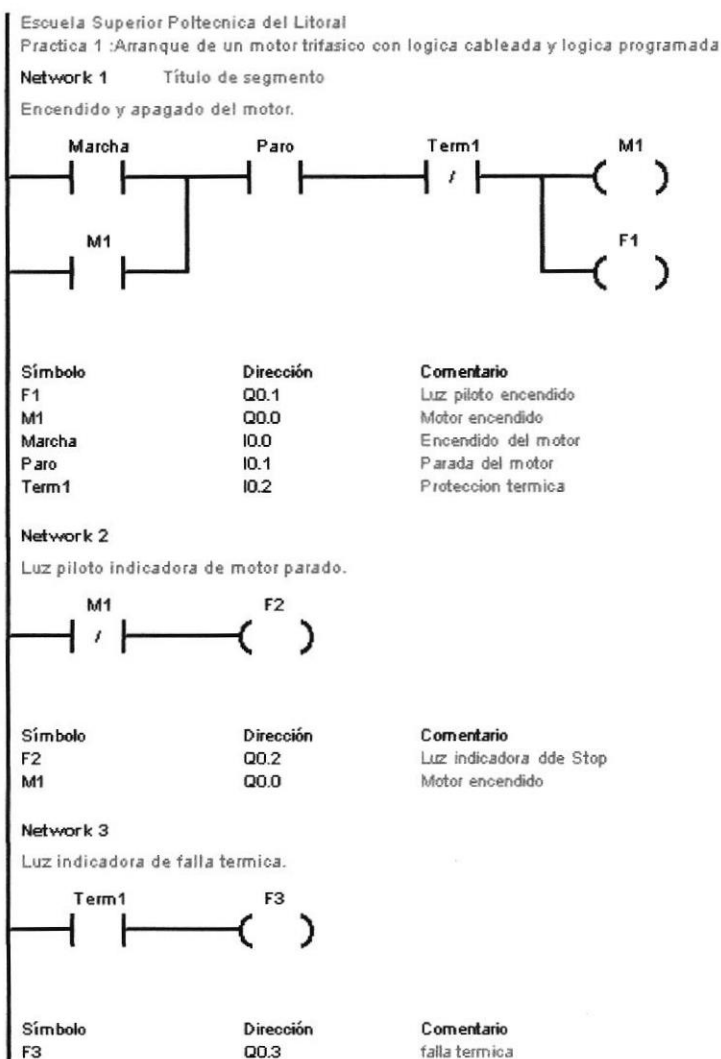 Escuela Superior Poltecnica del Litoral
Practica 1 :Arranque de un motor trifasico con logica cableada y logica programada
Network 1 Título de segmento
Encendido y apagado del motor.
Marcha Paro Term1 M1
/
M1 F1
Símbolo Dirección Comentario
F1 Q0.1 Luz piloto encendido
M1 Q0.0 Motor encendido
Marcha I0.0 Encendido del motor
Paro I0.1 Parada del motor
Term1 I0.2 Proteccion termica
Network 2
Luz piloto indicadora de motor parado.
M1 F2
/
Símbolo Dirección Comentario
F2 Q0.2 Luz indicadora dde Stop
M1 Q0.0 Motor encendido
Network 3
Luz indicadora de falla termica.
Term1 F3
Símbolo Dirección Comentario
F3 Q0.3 falla termica